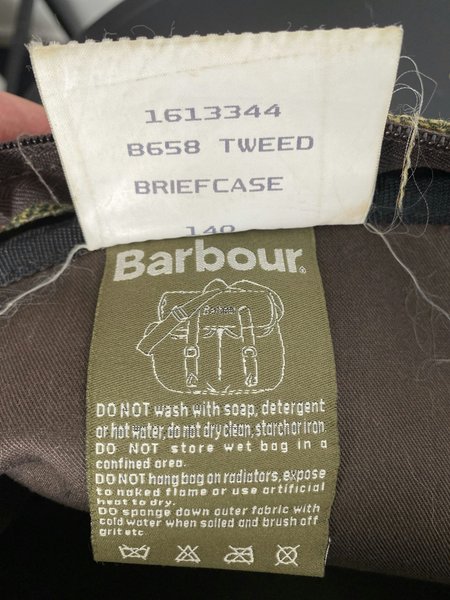 1613344
B658 TWEED
BRIEFCASE
140
Barbour®
Barbour
DO NOT wash with soap, detergent
or hot water, do not dry clean, starch or iron.
DO NOT store wet bag in a
confined area.
DO NOT hang bag on radiators, expose
to naked flame or use artificial
heat to dry.
DO sponge down outer fabric with
cold water when soiled and brush off
grit etc.